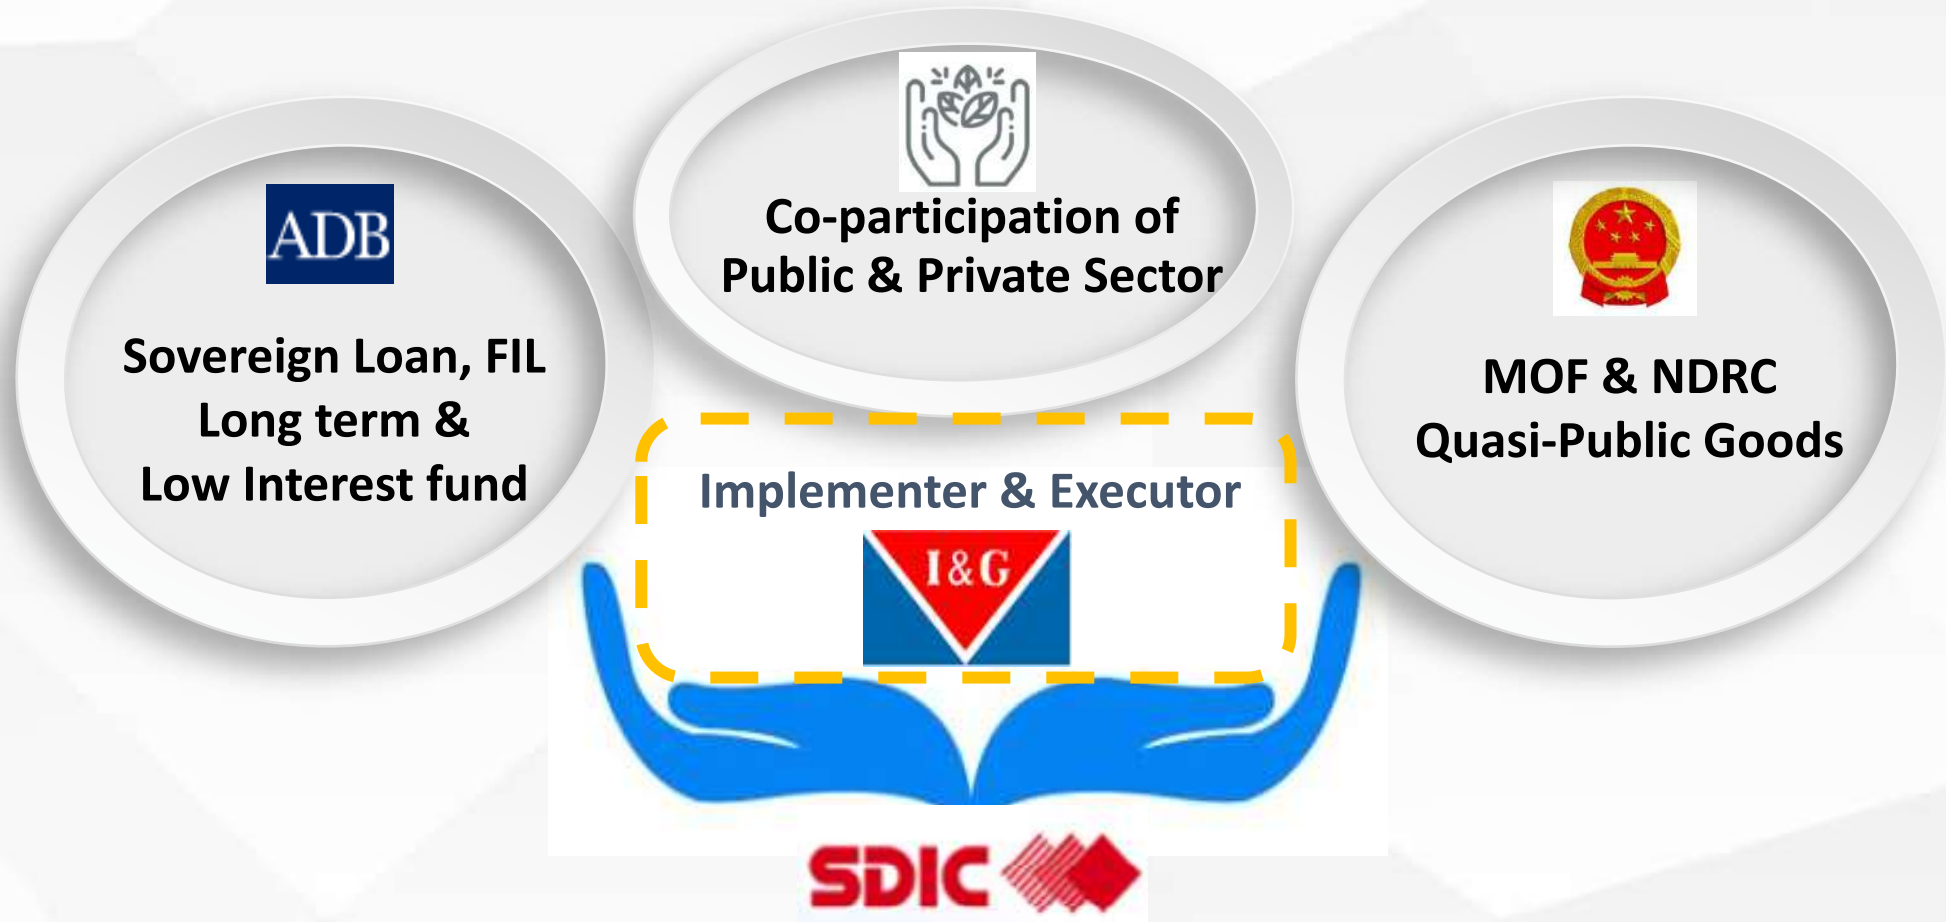 ADB
Sovereign Loan, FIL
Long term &
Low Interest fund
Co-participation of
Public & Private Sector
MOF & NDRC
Quasi-Public Goods
Implementer & Executor
I&G
SDIC